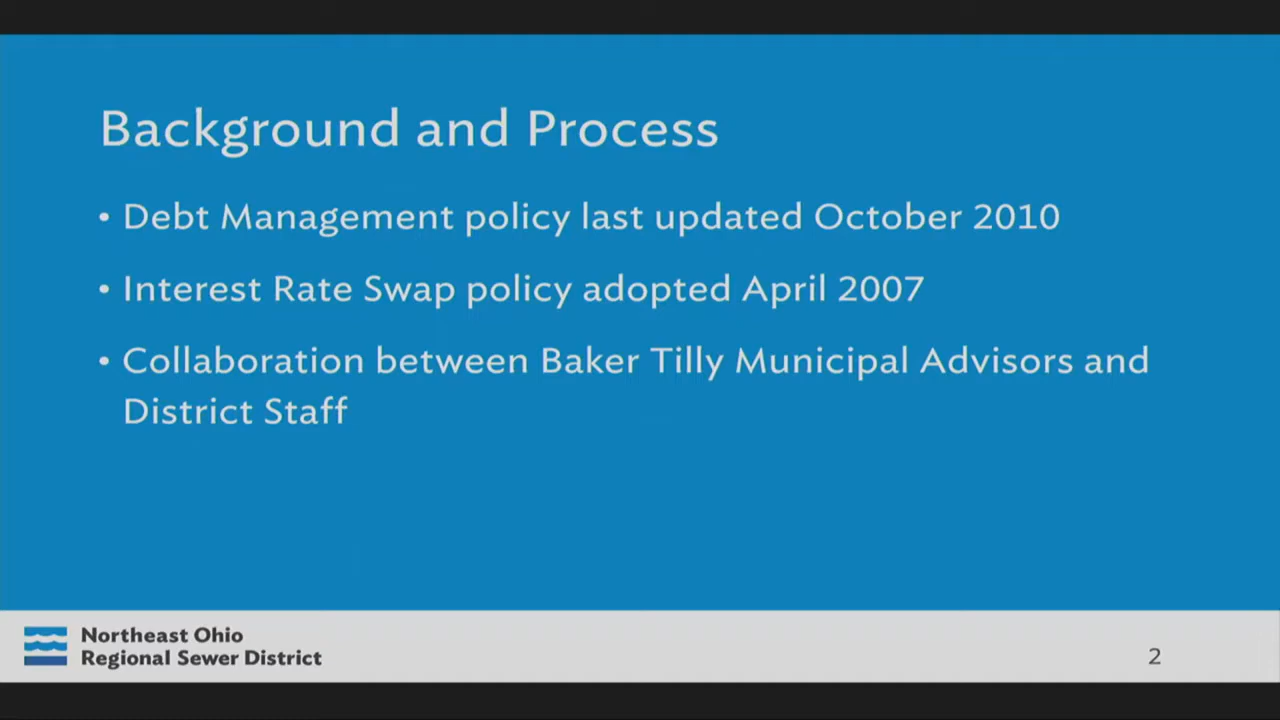 Background and Process
• Debt Management policy last updated October 2010
• Interest Rate Swap policy adopted April 2007
• Collaboration between Baker Tilly Municipal Advisors and
District Staff
Northeast Ohio
Regional Sewer District
2